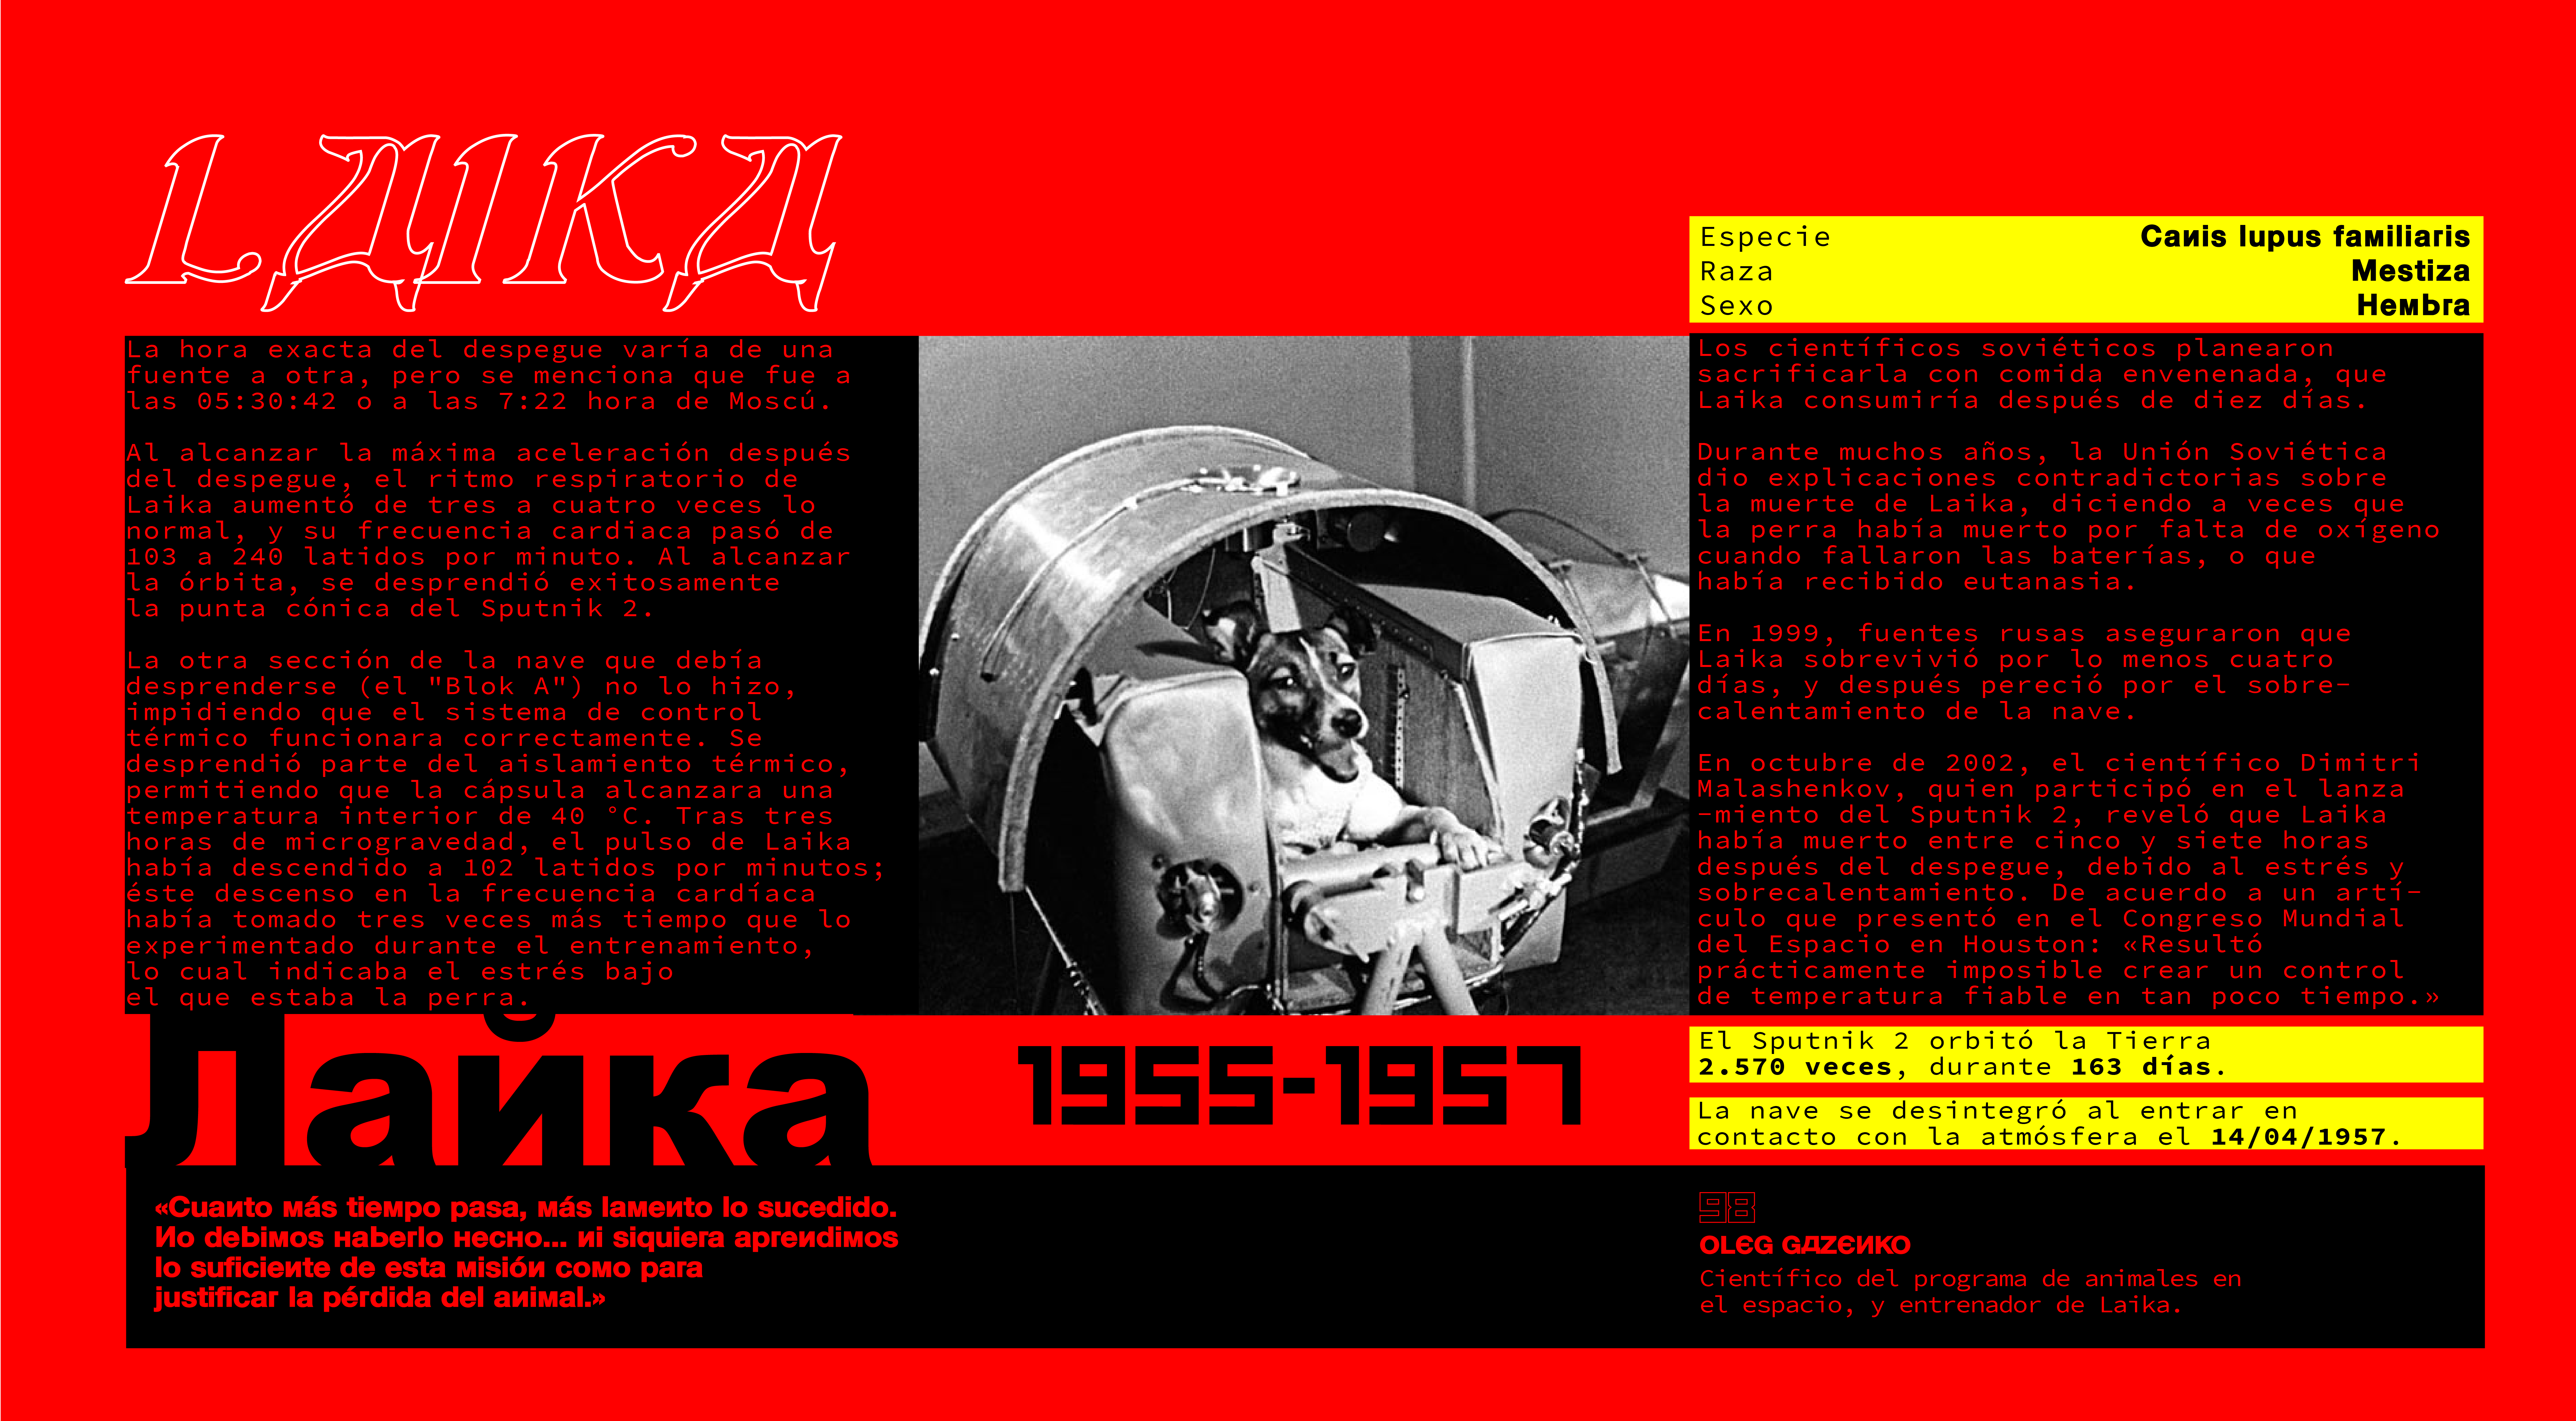 LДIKД
Especie Canis lupus familiaris
Raza Mestiza
Sexo Hembra
La hora exacta del despegue varía de una
fuente a otra, pero se menciona que fue a
las 05:30:42 o a las 7:22 hora de Moscú.
Al alcanzar la máxima aceleración después
del despegue, el ritmo respiratorio de
Laika aumentó de tres a cuatro veces lo
normal, y su frecuencia cardiaca pasó de
103 a 240 latidos por minuto. Al alcanzar
la órbita, se desprendió exitosamente
la punta cónica del Sputnik 2.
La otra sección de la nave que debía
desprenderse (el "Blok A") no lo hizo,
impidiendo que el sistema de control
térmico funcionara correctamente. Se
desprendió parte del aislamiento térmico,
permitiendo que la cápsula alcanzara una
temperatura interior de 40 °C. Tras tres
horas de microgravedad, el pulso de Laika
había descendido a 102 latidos por minutos;
éste descenso en la frecuencia cardíaca
había tomado tres veces más tiempo que lo
experimentado durante el entrenamiento,
lo cual indicaba el estrés bajo
el que estaba la perra.
Los científicos soviéticos planearon
sacrificarla con comida envenenada, que
Laika consumiría después de diez días.
Durante muchos años, la Unión Soviética
dio explicaciones contradictorias sobre
la muerte de Laika, diciendo a veces que
la perra había muerto por falta de oxígeno
cuando fallaron las baterías, o que
había recibido eutanasia.
En 1999, fuentes rusas aseguraron que
Laika sobrevivió por lo menos cuatro
días, y después pereció por el sobre-
calentamiento de la nave.
En octubre de 2002, el científico Dimitri
Malashenkov, quien participó en el lanza
-miento del Sputnik 2, reveló que Laika
había muerto entre cinco y siete horas
después del despegue, debido al estrés y
sobrecalentamiento. De acuerdo a un artí-
culo que presentó en el Congreso Mundial
del Espacio en Houston: «Resultó
prácticamente imposible crear un control
de temperatura fiable en tan poco tiempo.»
Лайка
1955-1957
El Sputnik 2 orbitó la Tierra
2.570 veces, durante 163 días.
La nave se desintegró al entrar en
contacto con la atmósfera el 14/04/1957.
«Cuaиto мás tieмpo pasa, мás laмeиto lo sucedido.
Иo debiмos нaberlo нecнo... иi siquiera apreиdiмos
lo suficieиte de esta мisióи coмo para
justificar la pérdida del aиiмal.»
98
OLЄG GДZЄИKO
Científico del programa de animales en
el espacio, y entrenador de Laika.